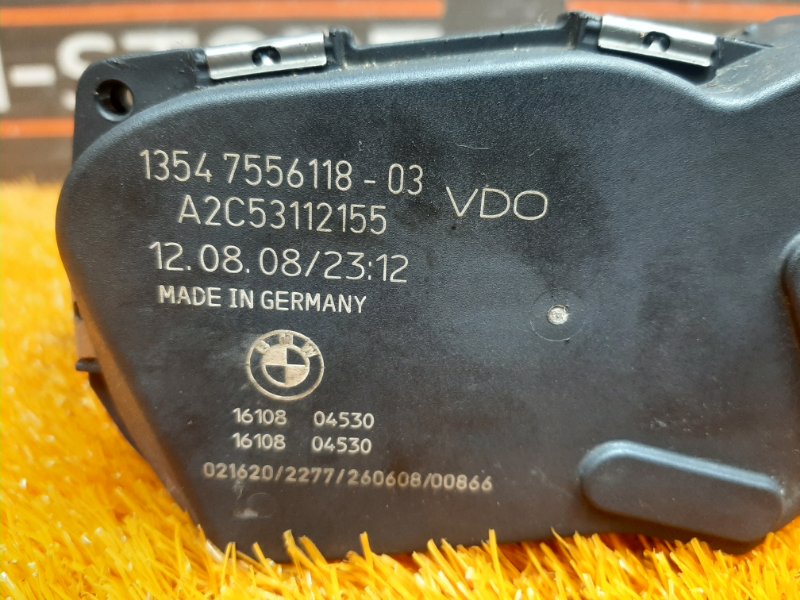 1354 7556118 - 03
VDO
A2C53112155
12.08.08/23:12
MADE IN GERMANY
BMW
16108 04530
16108 04530
021620/2277/260608/00866